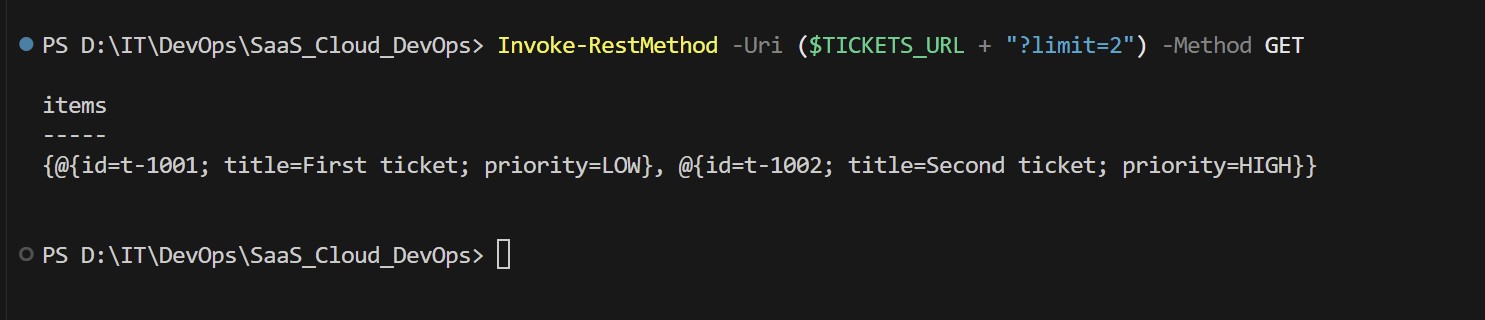 PS D:\IT\DevOps\SaaS_Cloud_DevOps> Invoke-RestMethod -Uri ($TICKETS_URL + "?limit=2") -Method GET
items
-----
{@{id=t-1001; title=First ticket; priority=LOW}, @{id=t-1002; title=Second ticket; priority=HIGH}}
PS D:\IT\DevOps\SaaS_Cloud_DevOps>